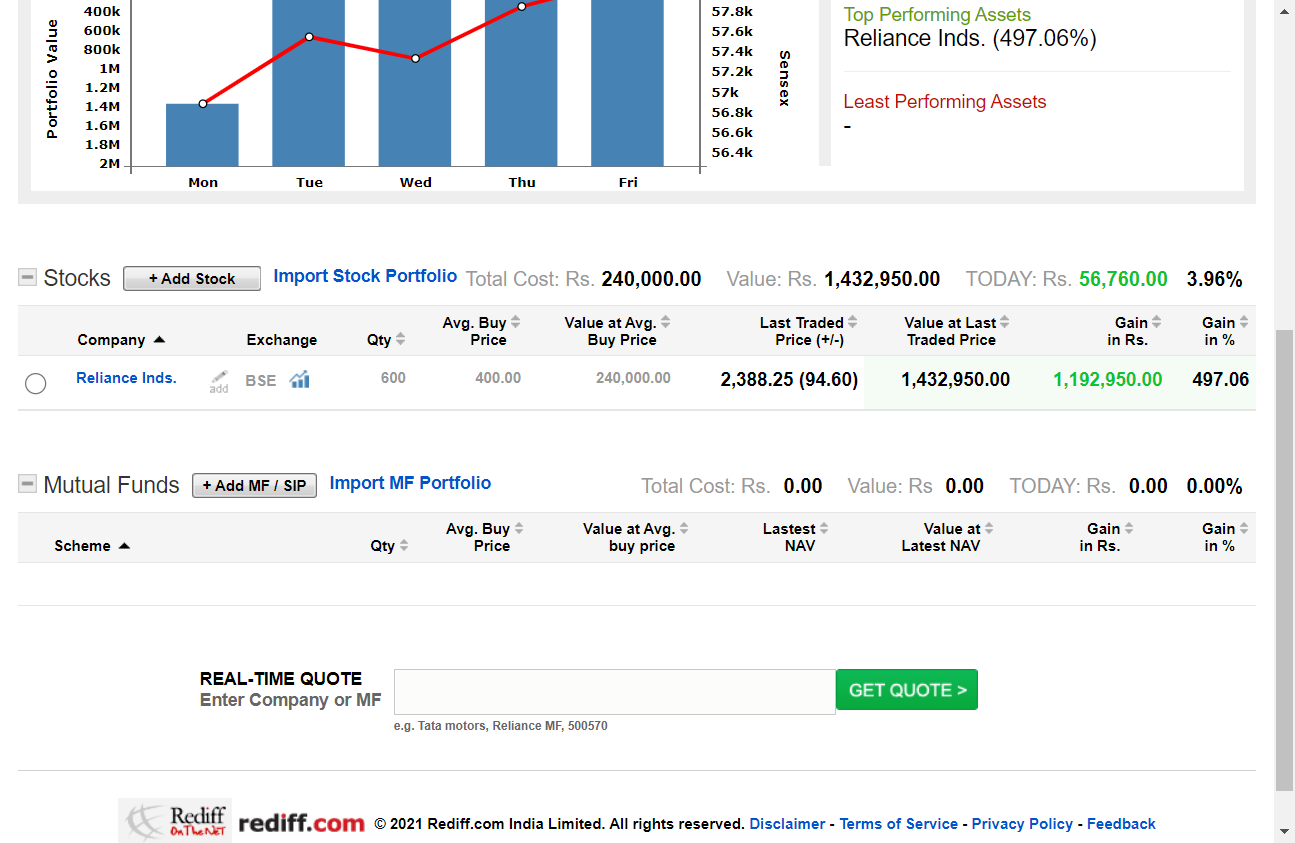 400k
600k
800k
1M
1.2M
1.4M
1.6M
1.8M
2M
Portfolio Value
57.8k
57.6k
57.4k
57.2k
57k
56.8k
56.6k
56.4k
Sensex
Mon Tue Wed Thu Fri
Top Performing Assets
Reliance Inds. (497.06%)
Least Performing Assets
-
Stocks + Add Stock Import Stock Portfolio Total Cost: Rs. 240,000.00 Value: Rs. 1,432,950.00 TODAY: Rs. 56,760.00 3.96%
Company Exchange Qty Avg. Buy Price Value at Avg. Buy Price Last Traded Price (+/-) Value at Last Traded Price Gain in Rs. Gain in %
Reliance Inds. add BSE 600 400.00 240,000.00 2,388.25 (94.60) 1,432,950.00 1,192,950.00 497.06
Mutual Funds + Add MF / SIP Import MF Portfolio Total Cost: Rs. 0.00 Value: Rs 0.00 TODAY: Rs. 0.00 0.00%
Scheme Qty Avg. Buy Price Value at Avg. buy price Lastest NAV Value at Latest NAV Gain in Rs. Gain in %
REAL-TIME QUOTE
Enter Company or MF
GET QUOTE >
e.g. Tata motors, Reliance MF, 500570
Rediff
On The NeT
rediff.com © 2021 Rediff.com India Limited. All rights reserved. Disclaimer - Terms of Service - Privacy Policy - Feedback